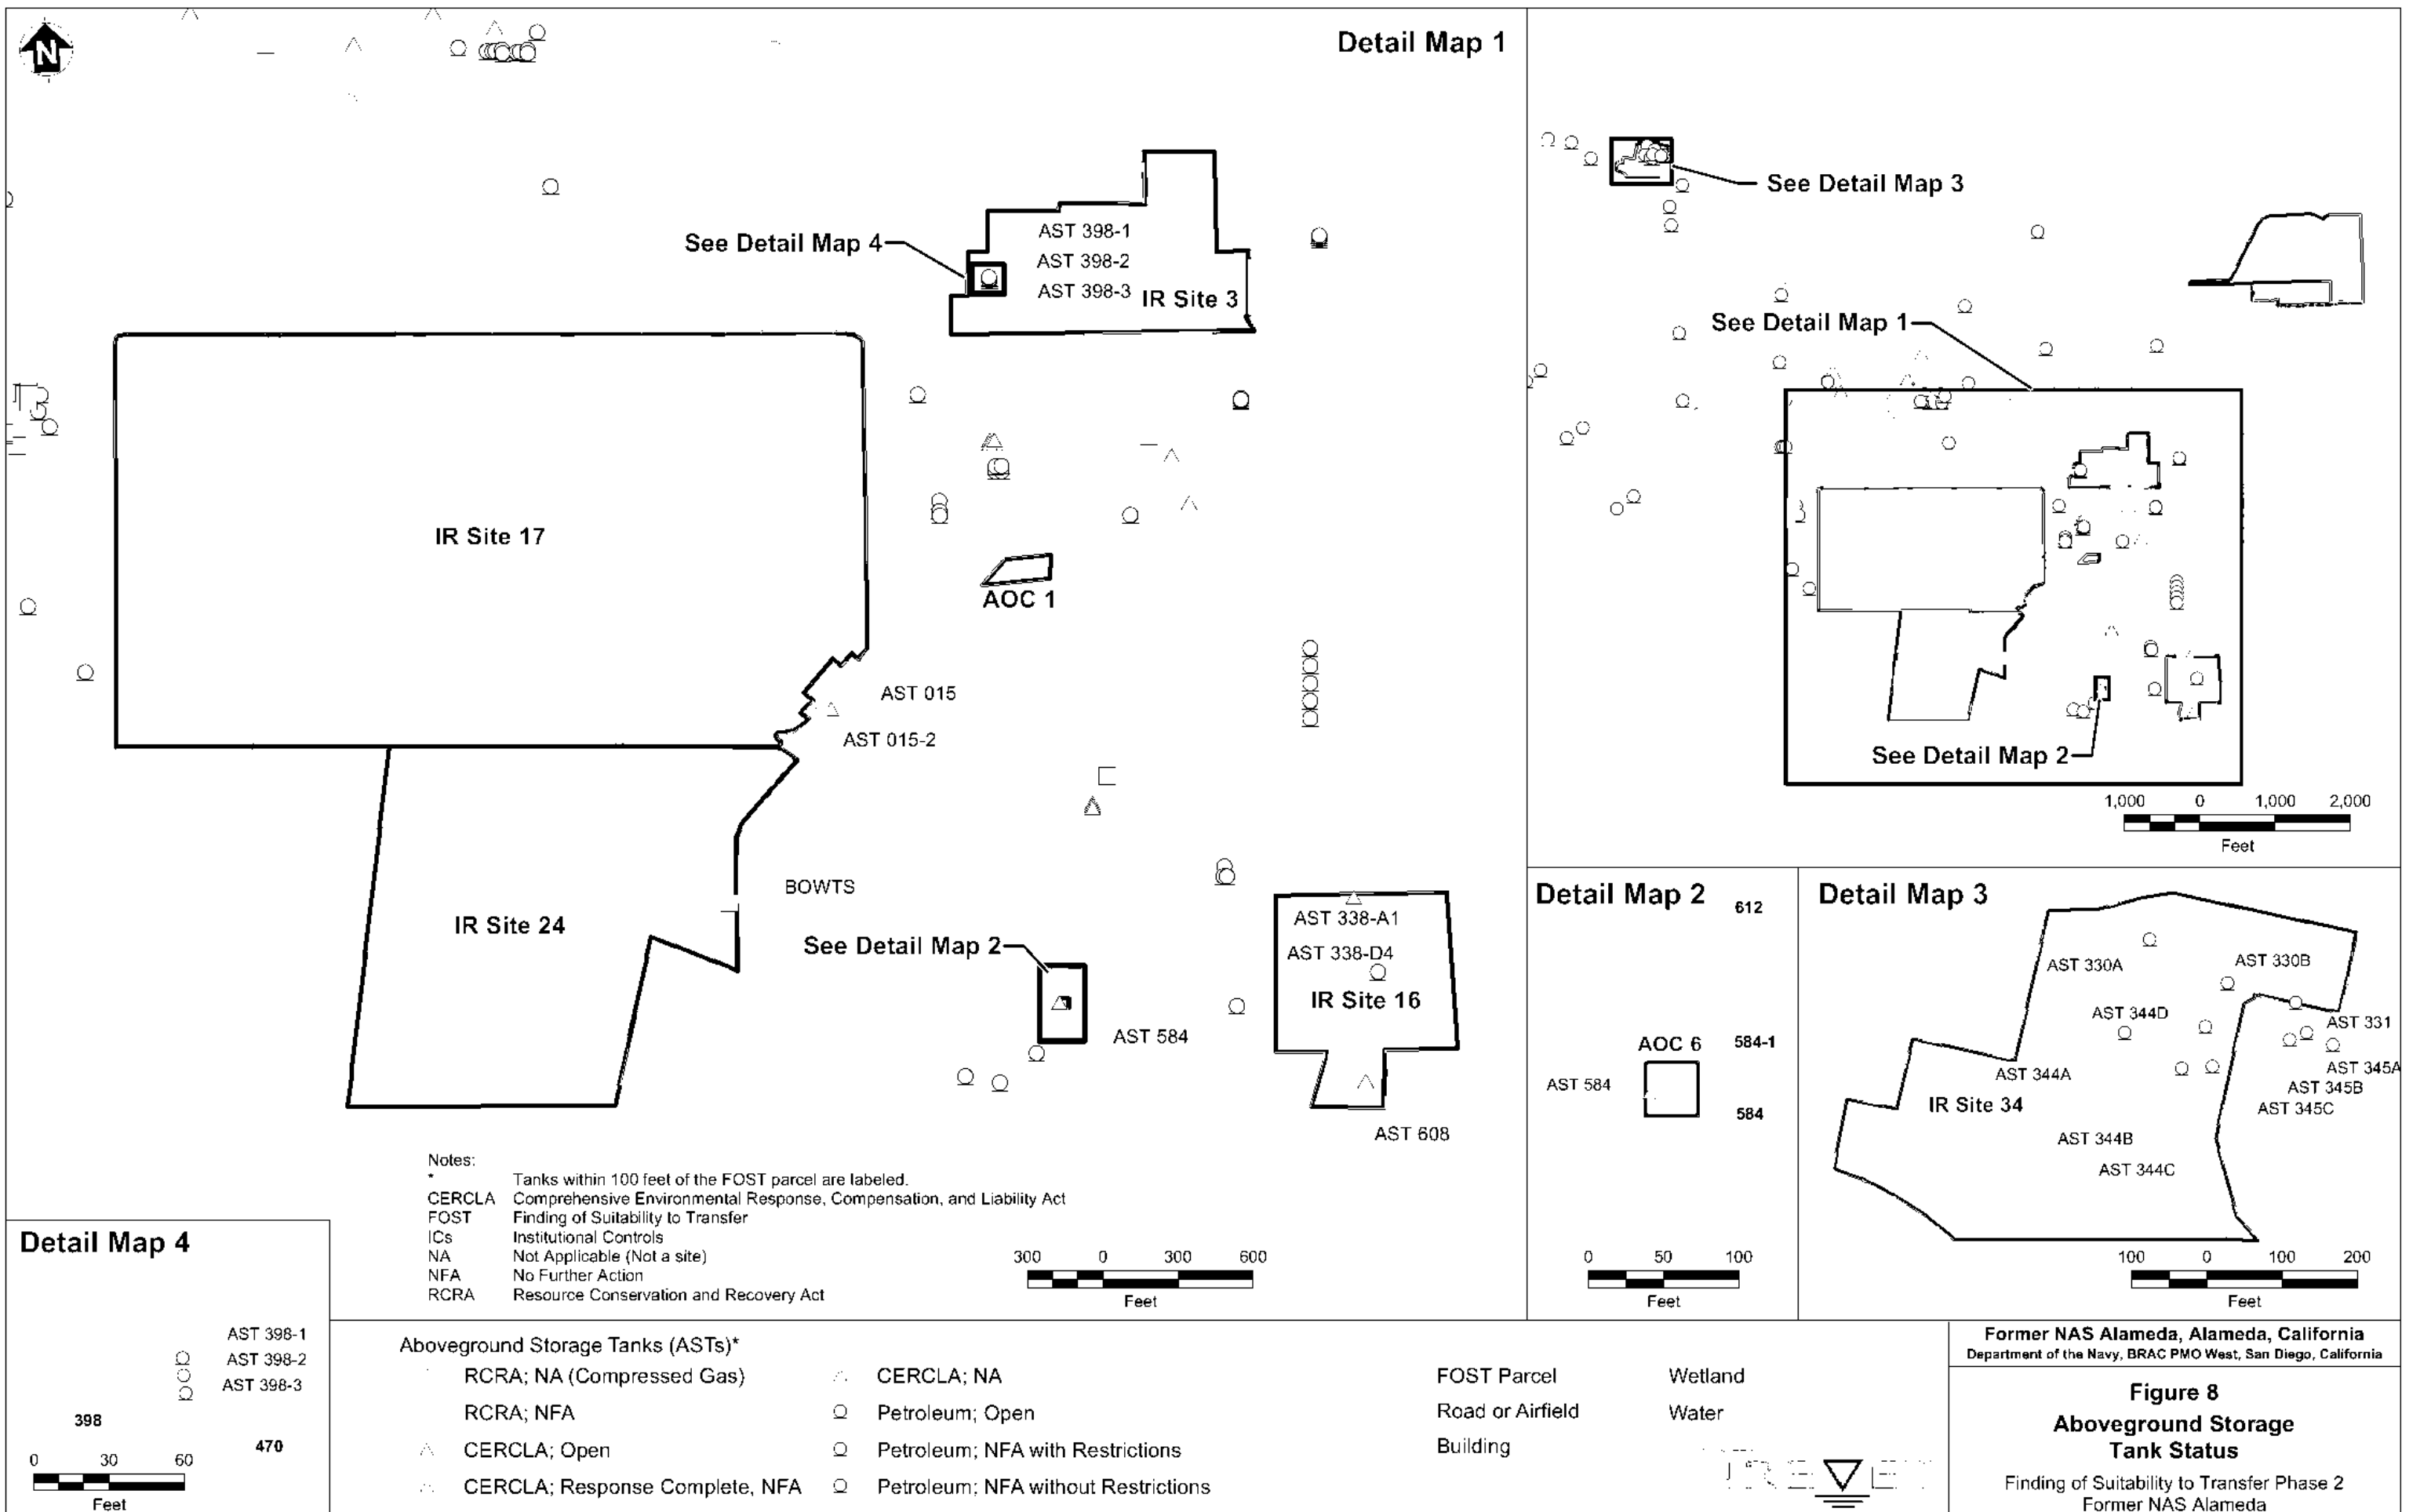 N
Detail Map 1
See Detail Map 4
AST 398-1
AST 398-2
AST 398-3
IR Site 3
IR Site 17
AOC 1
AST 015
AST 015-2
BOWTS
IR Site 24
See Detail Map 2
AST 584
AST 338-A1
AST 338-D4
IR Site 16
AST 608
Notes:
* Tanks within 100 feet of the FOST parcel are labeled.
CERCLA Comprehensive Environmental Response, Compensation, and Liability Act
FOST Finding of Suitability to Transfer
ICs Institutional Controls
NA Not Applicable (Not a site)
NFA No Further Action
RCRA Resource Conservation and Recovery Act
300 0 300 600
Feet
See Detail Map 3
See Detail Map 1
See Detail Map 2
1,000 0 1,000 2,000
Feet
Detail Map 2
612
AOC 6
584-1
AST 584
584
0 50 100
Feet
Detail Map 3
AST 330A
AST 330B
AST 344D
AST 331
AST 344A
AST 345A
AST 345B
AST 345C
IR Site 34
AST 344B
AST 344C
100 0 100 200
Feet
Detail Map 4
AST 398-1
AST 398-2
AST 398-3
398
470
0 30 60
Feet
Aboveground Storage Tanks (ASTs)*
RCRA; NA (Compressed Gas)
RCRA; NFA
CERCLA; Open
CERCLA; Response Complete, NFA
CERCLA; NA
Petroleum; Open
Petroleum; NFA with Restrictions
Petroleum; NFA without Restrictions
FOST Parcel
Road or Airfield
Building
Wetland
Water
Former NAS Alameda, Alameda, California
Department of the Navy, BRAC PMO West, San Diego, California
Figure 8
Aboveground Storage
Tank Status
Finding of Suitability to Transfer Phase 2
Former NAS Alameda